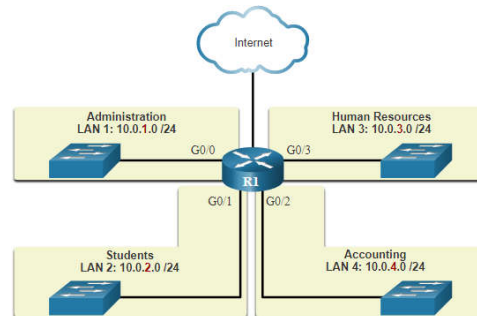 Internet
Administration
LAN 1: 10.0.1.0 /24
Human Resources
LAN 3: 10.0.3.0 /24
G0/0
G0/3
R1
G0/1
G0/2
Students
LAN 2: 10.0.2.0 /24
Accounting
LAN 4: 10.0.4.0 /24